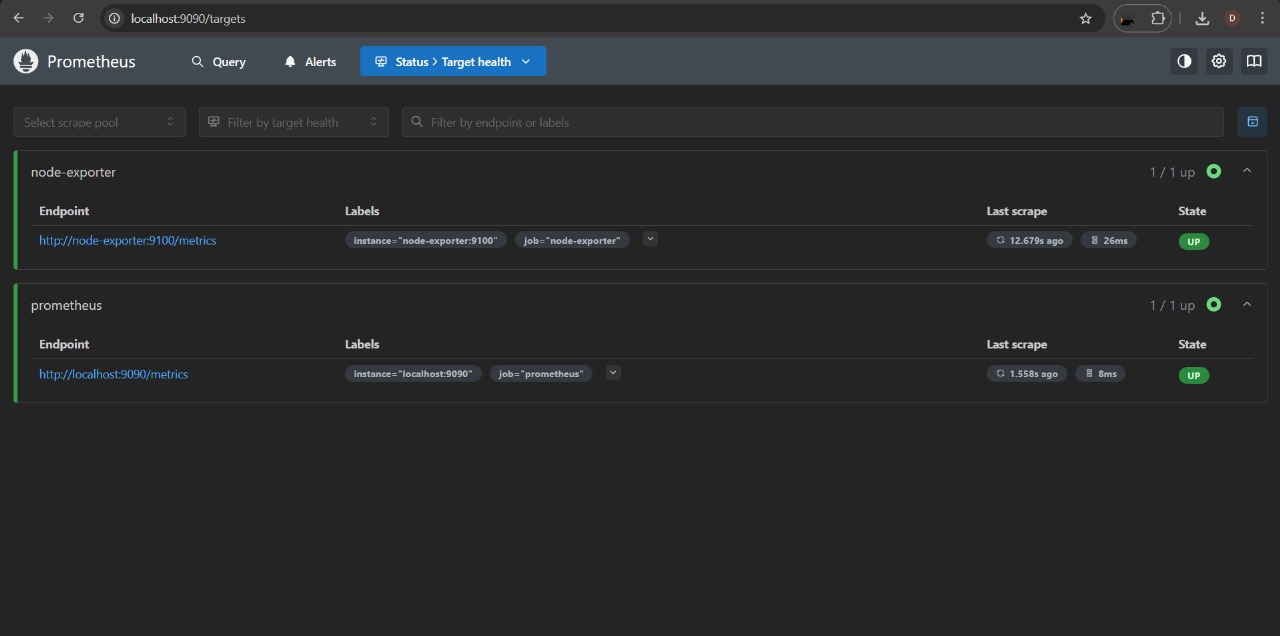 localhost:9090/targets
D
Prometheus Query Alerts Status > Target health
Select scrape pool Filter by target health Filter by endpoint or labels
node-exporter 1 / 1 up
Endpoint Labels Last scrape State
http://node-exporter:9100/metrics instance="node-exporter:9100" job="node-exporter" 12.679s ago 26ms UP
prometheus 1 / 1 up
Endpoint Labels Last scrape State
http://localhost:9090/metrics instance="localhost:9090" job="prometheus" 1.558s ago 8ms UP